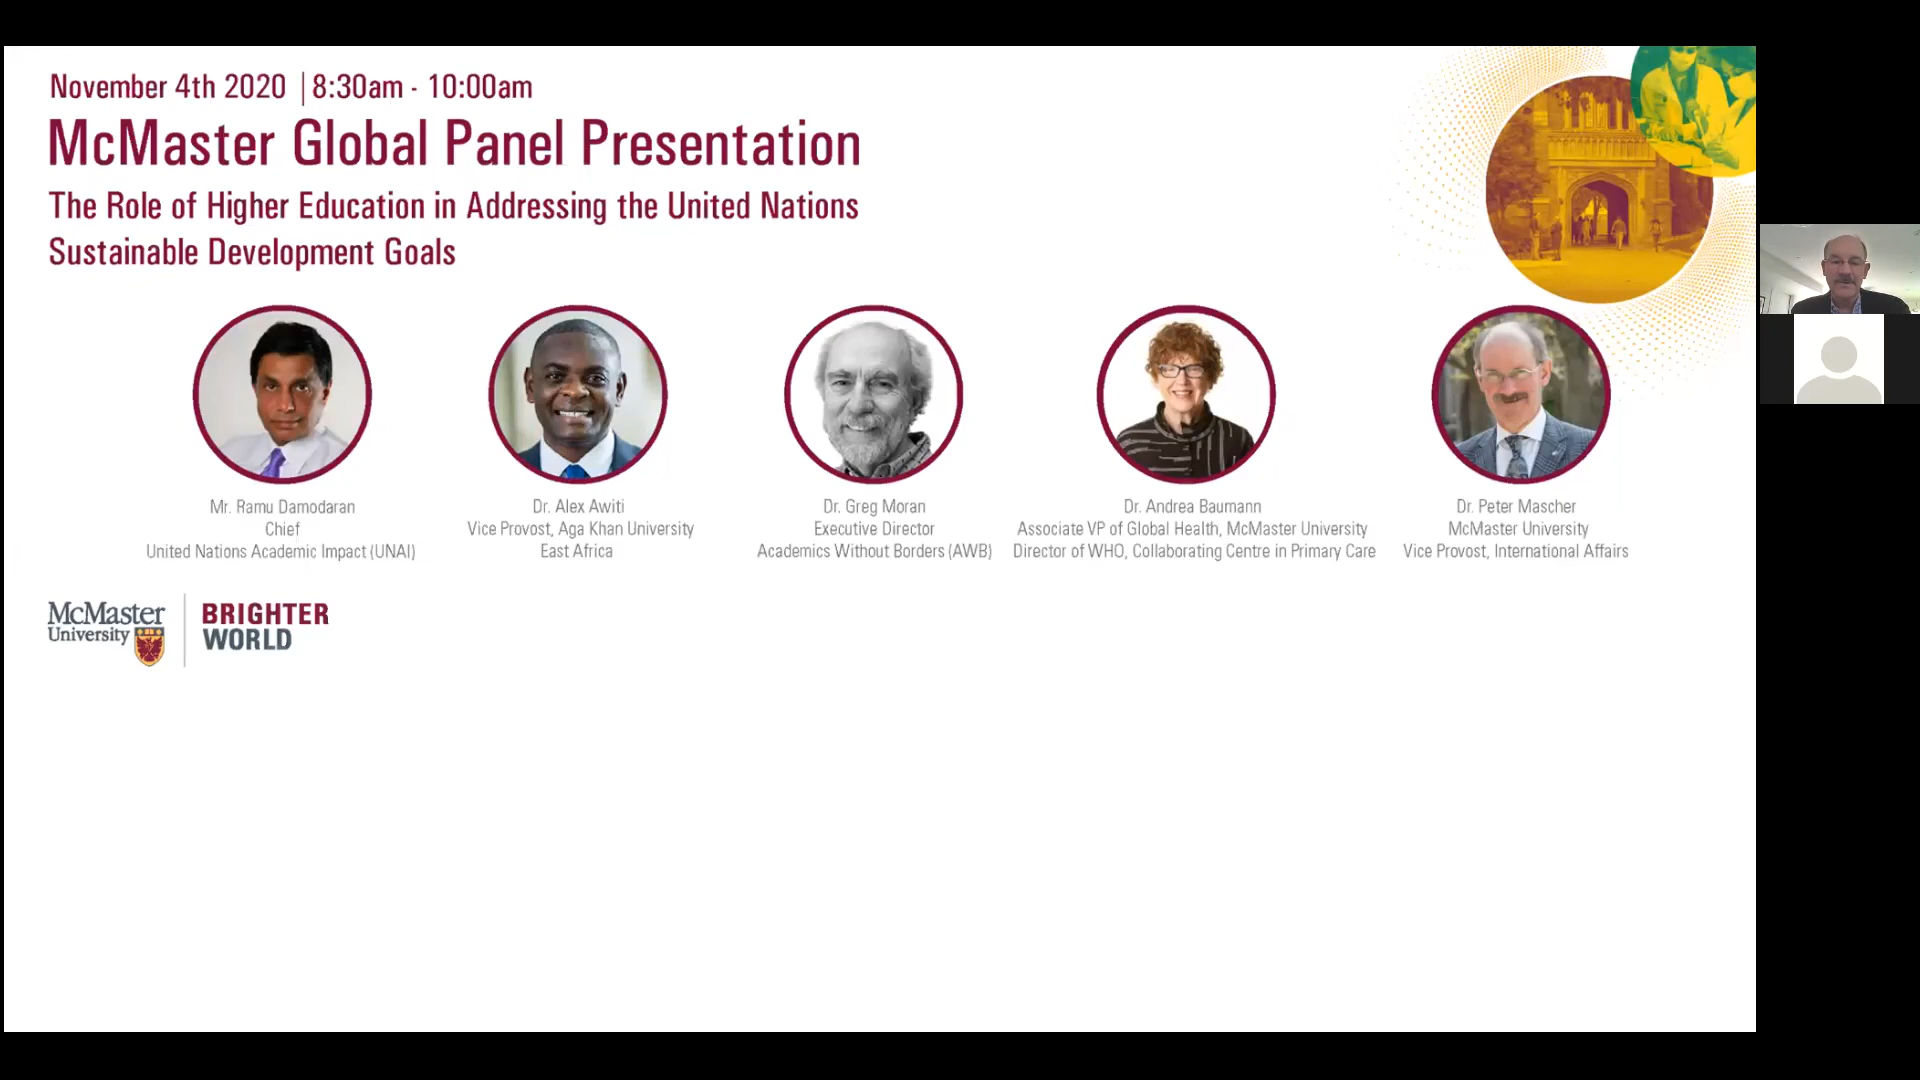 November 4th 2020 | 8:30am - 10:00am
McMaster Global Panel Presentation
The Role of Higher Education in Addressing the United Nations
Sustainable Development Goals
Mr. Ramu Damodaran
Chief
United Nations Academic Impact (UNAI)
Dr. Alex Awiti
Vice Provost, Aga Khan University
East Africa
Dr. Greg Moran
Executive Director
Academics Without Borders (AWB)
Dr. Andrea Baumann
Associate VP of Global Health, McMaster University
Director of WHO, Collaborating Centre in Primary Care
Dr. Peter Mascher
McMaster University
Vice Provost, International Affairs
McMaster
University
BRIGHTER
WORLD